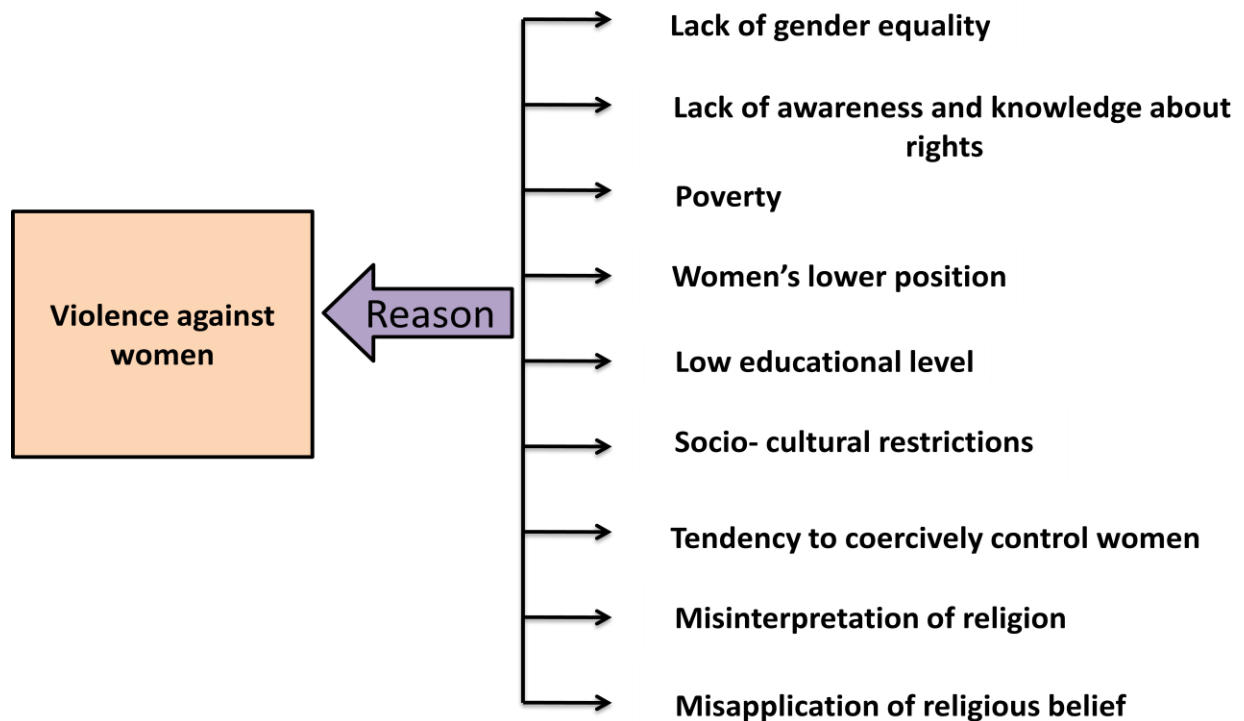 Lack of gender equality
Lack of awareness and knowledge about
rights
Poverty
Women’s lower position
Violence against
women
Reason
Low educational level
Socio- cultural restrictions
Tendency to coercively control women
Misinterpretation of religion
Misapplication of religious belief